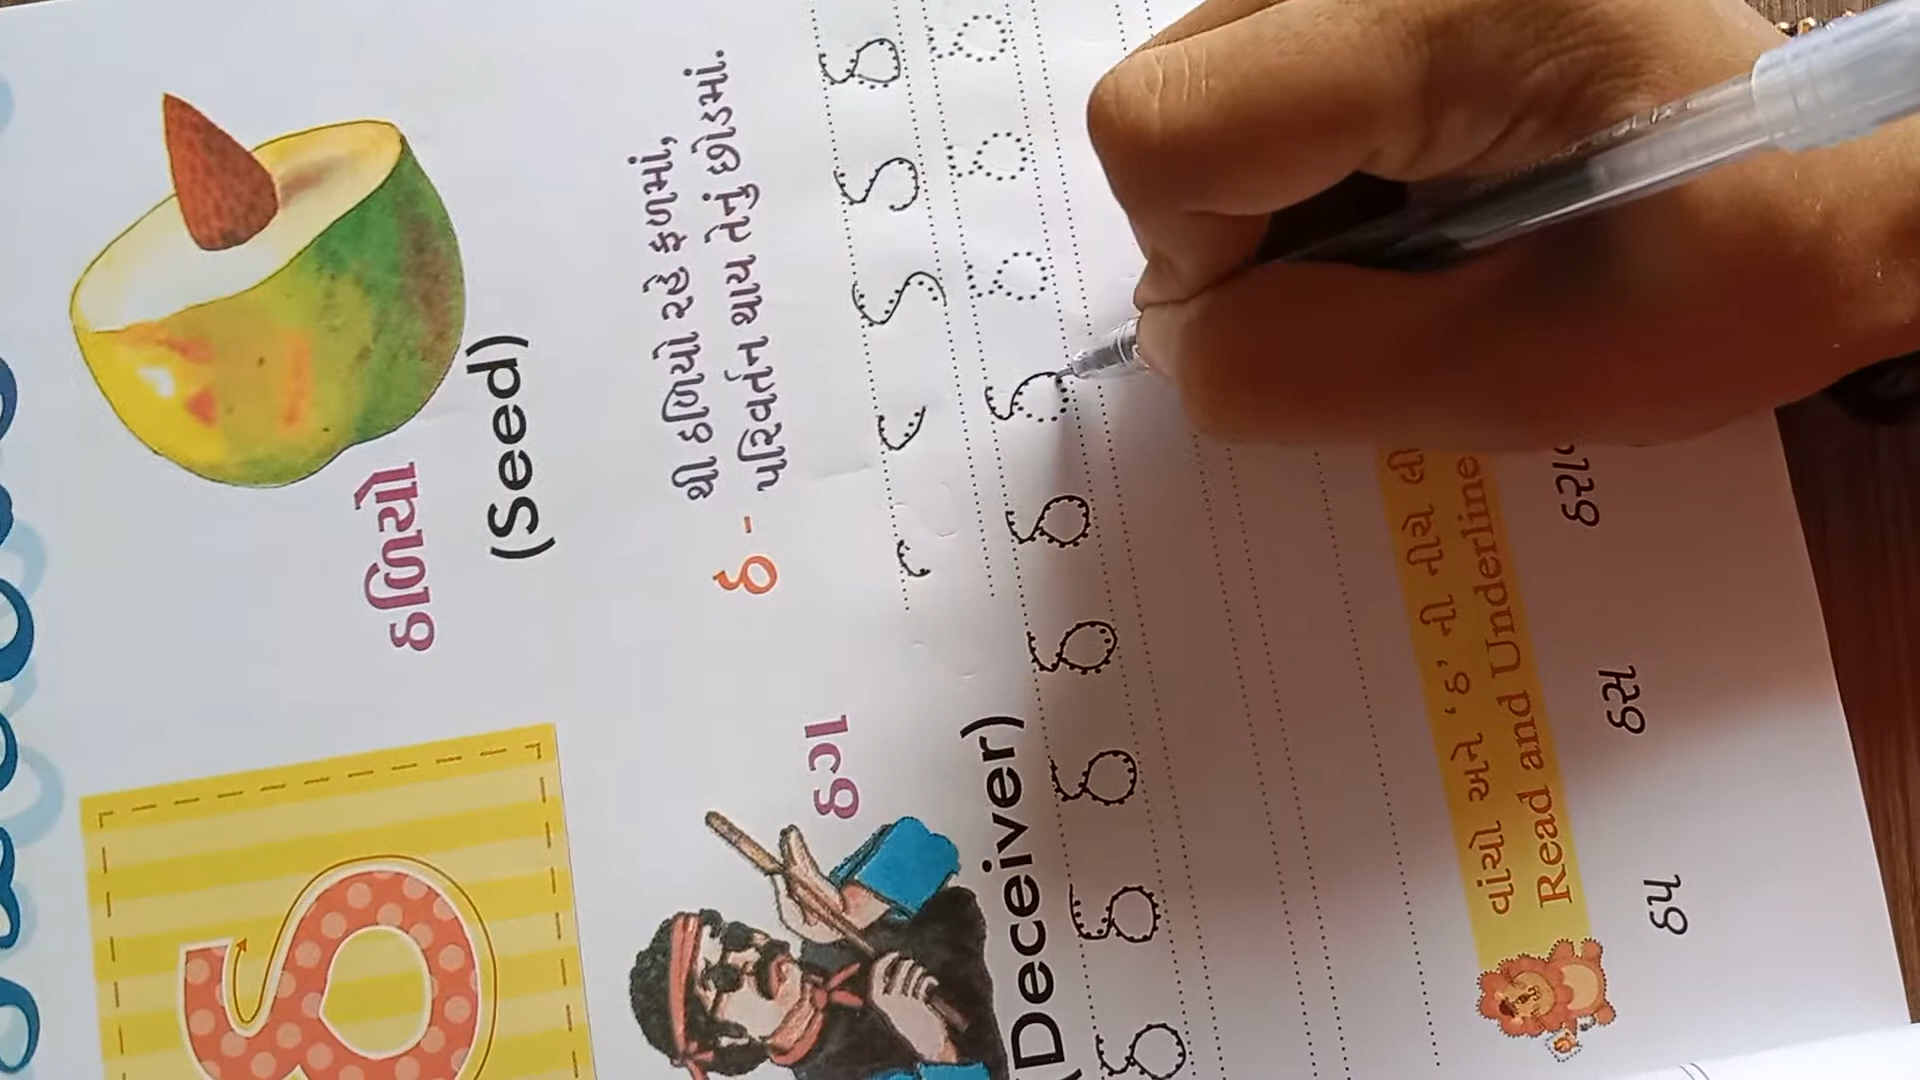 ઠ
ઠળિયો
(Seed)
ઠગ
(Deceiver)
ઠ - થી ઠળિયો રહે ફળમાં,
પરિવર્તન થાય તેનું છોડમાં.
ઠ
ઠ ઠ ઠ ઠ ઠ ઠ ઠ ઠ ઠ
વાંચો અને ‘ઠ’ ની નીચે લી
Read and Underline
ઠપ ઠસ ઠરાવ